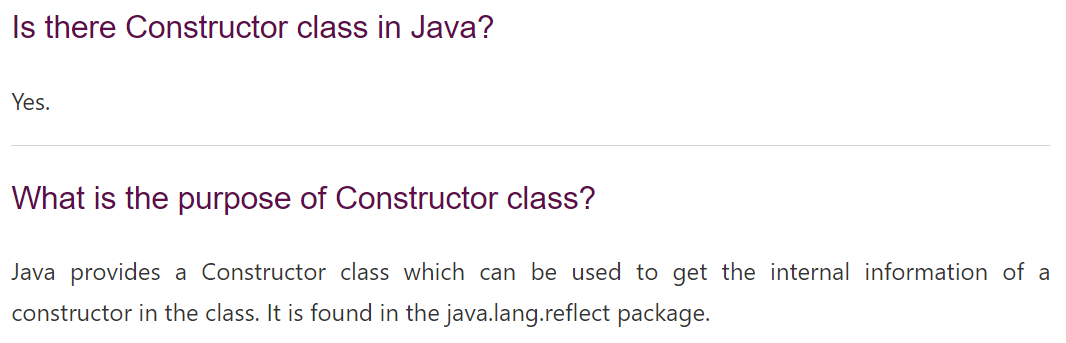 Is there Constructor class in Java?
Yes.
What is the purpose of Constructor class?
Java provides a Constructor class which can be used to get the internal information of a
constructor in the class. It is found in the java.lang.reflect package.